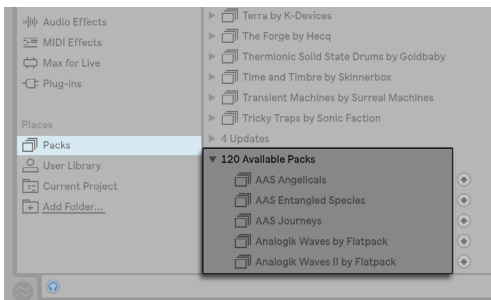 Audio Effects
MIDI Effects
Max for Live
Plug-ins
Places
Packs
User Library
Current Project
Add Folder...
Terra by K-Devices
The Forge by Hecq
Thermionic Solid State Drums by Goldbaby
Time and Timbre by Skinnerbox
Transient Machines by Surreal Machines
Tricky Traps by Sonic Faction
4 Updates
120 Available Packs
AAS Angelicals
AAS Entangled Species
AAS Journeys
Analogik Waves by Flatpack
Analogik Waves II by Flatpack